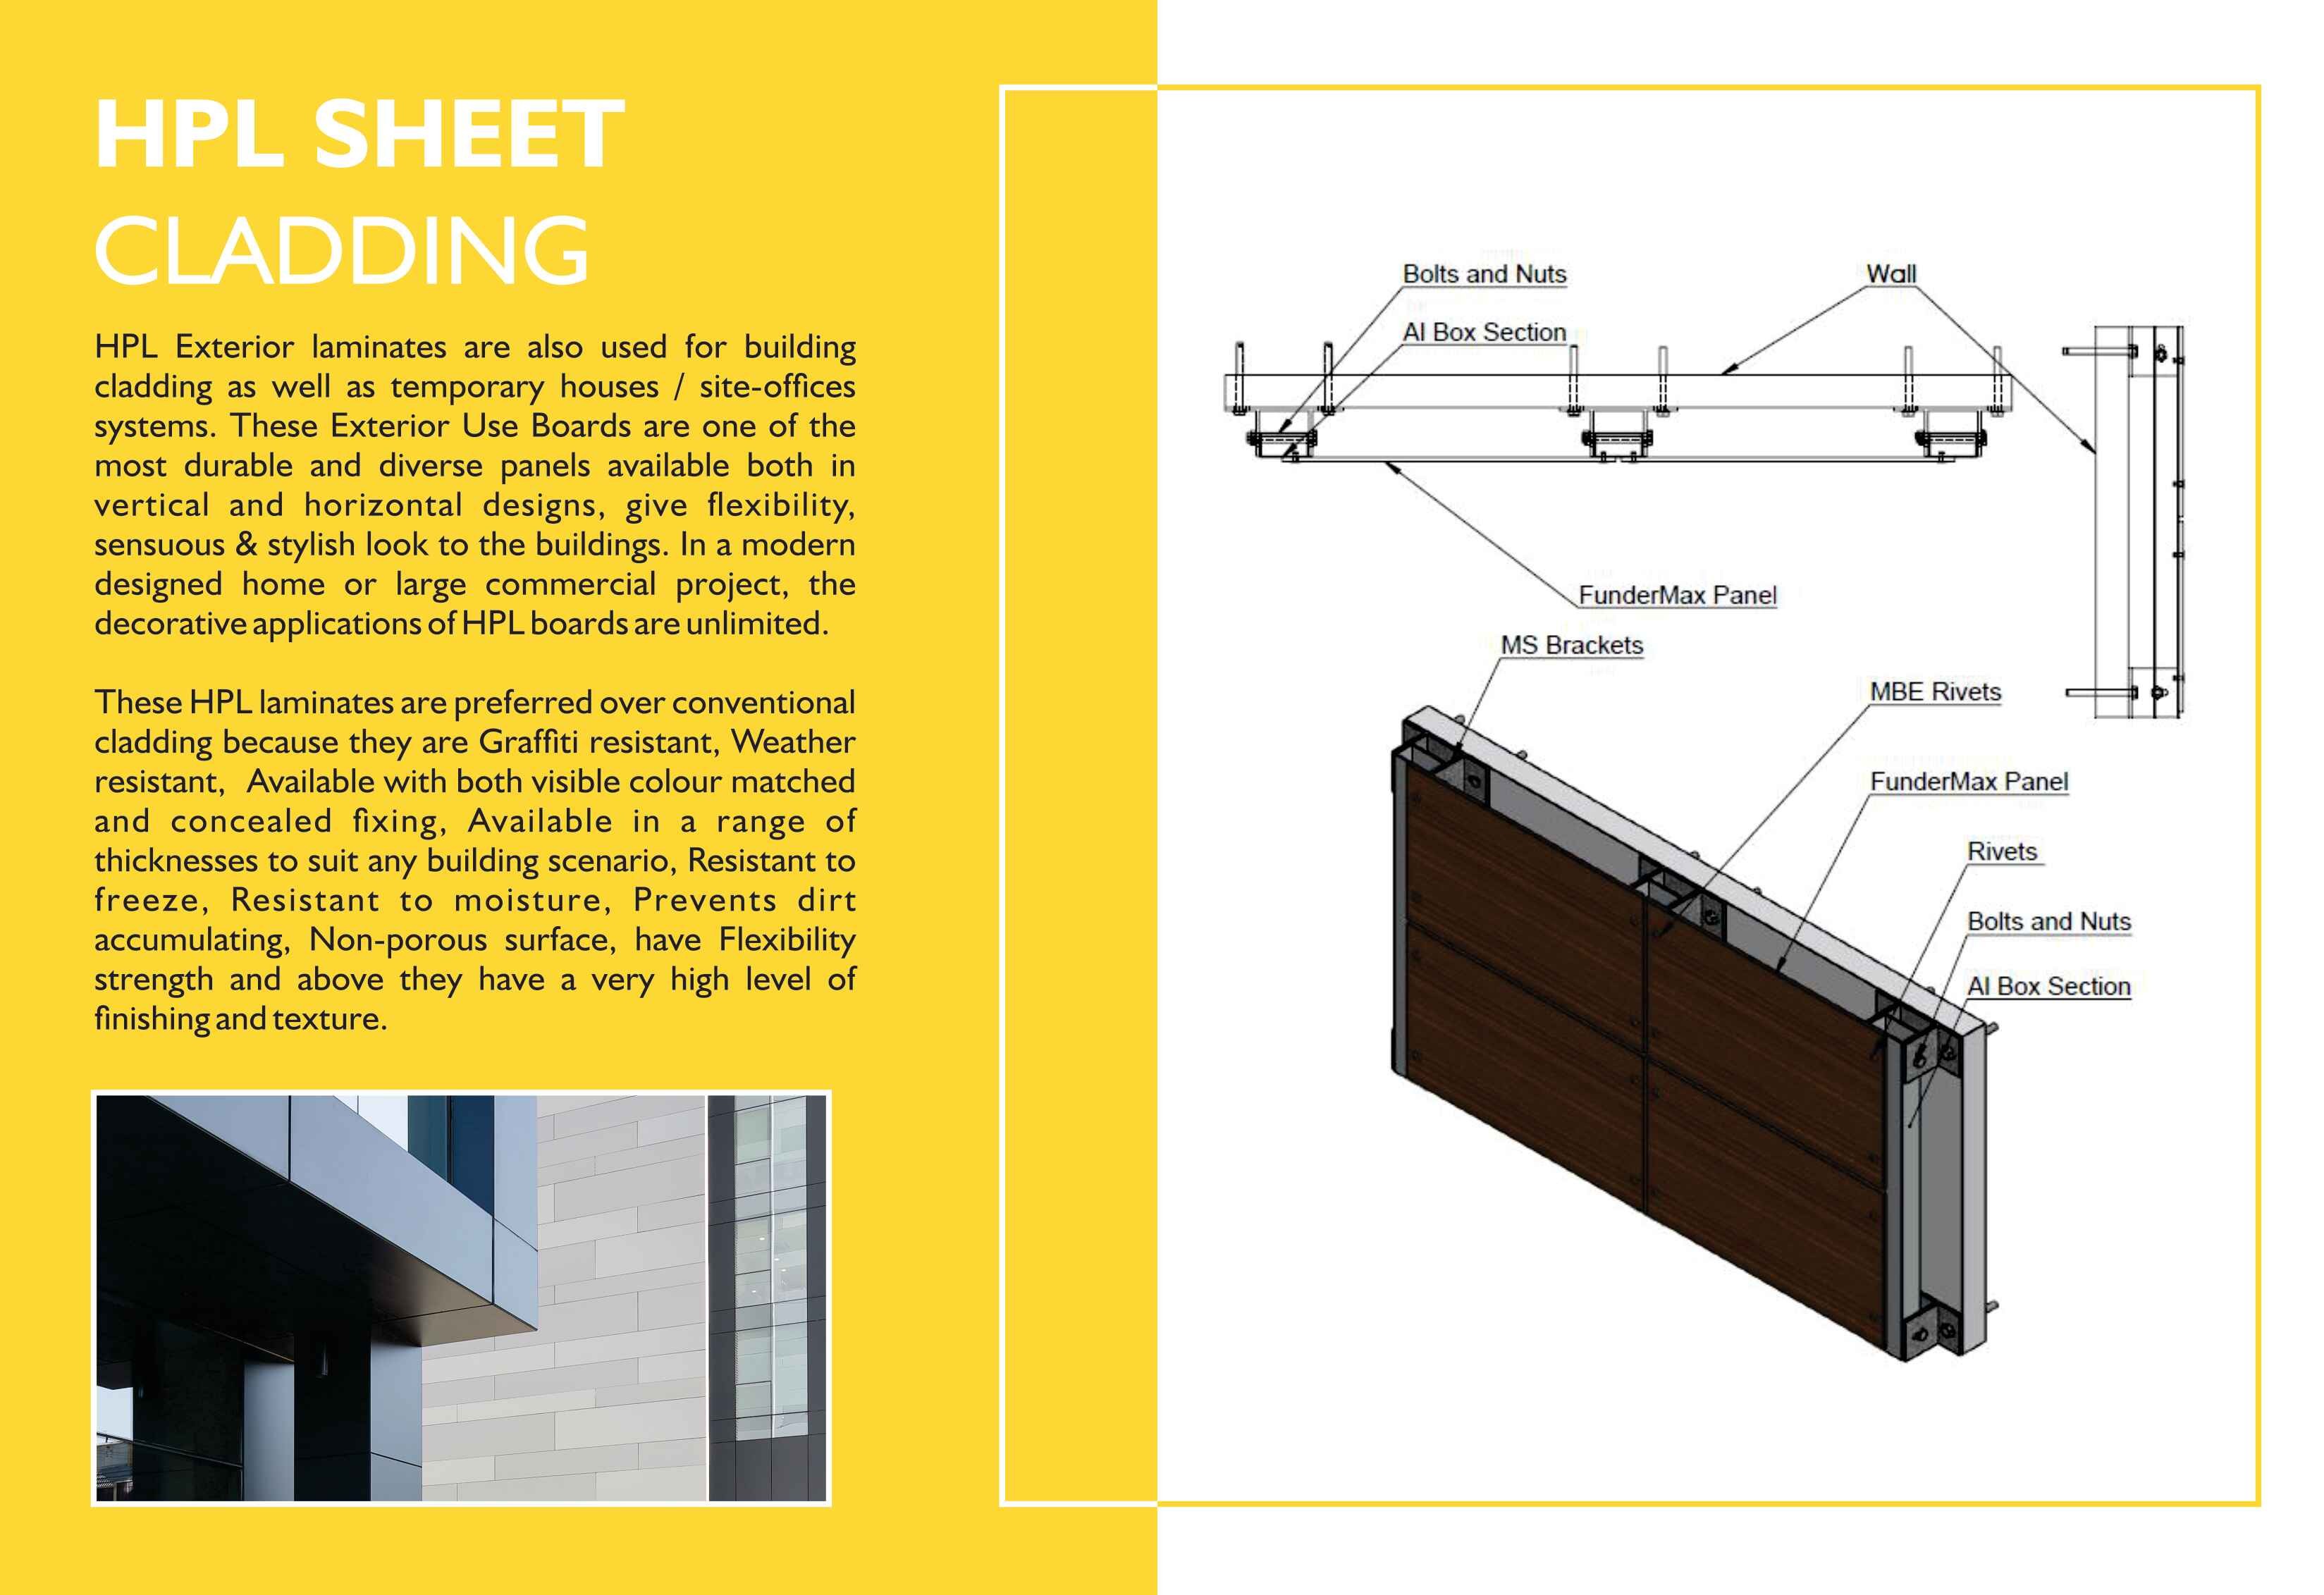 HPL SHEET
CLADDING
HPL Exterior laminates are also used for building
cladding as well as temporary houses / site-offices
systems. These Exterior Use Boards are one of the
most durable and diverse panels available both in
vertical and horizontal designs, give flexibility,
sensuous & stylish look to the buildings. In a modern
designed home or large commercial project, the
decorative applications of HPL boards are unlimited.
These HPL laminates are preferred over conventional
cladding because they are Graffiti resistant, Weather
resistant, Available with both visible colour matched
and concealed fixing, Available in a range of
thicknesses to suit any building scenario, Resistant to
freeze, Resistant to moisture, Prevents dirt
accumulating, Non-porous surface, have Flexibility
strength and above they have a very high level of
finishing and texture.
Bolts and Nuts
Wall
Al Box Section
FunderMax Panel
MS Brackets
MBE Rivets
FunderMax Panel
Rivets
Bolts and Nuts
Al Box Section